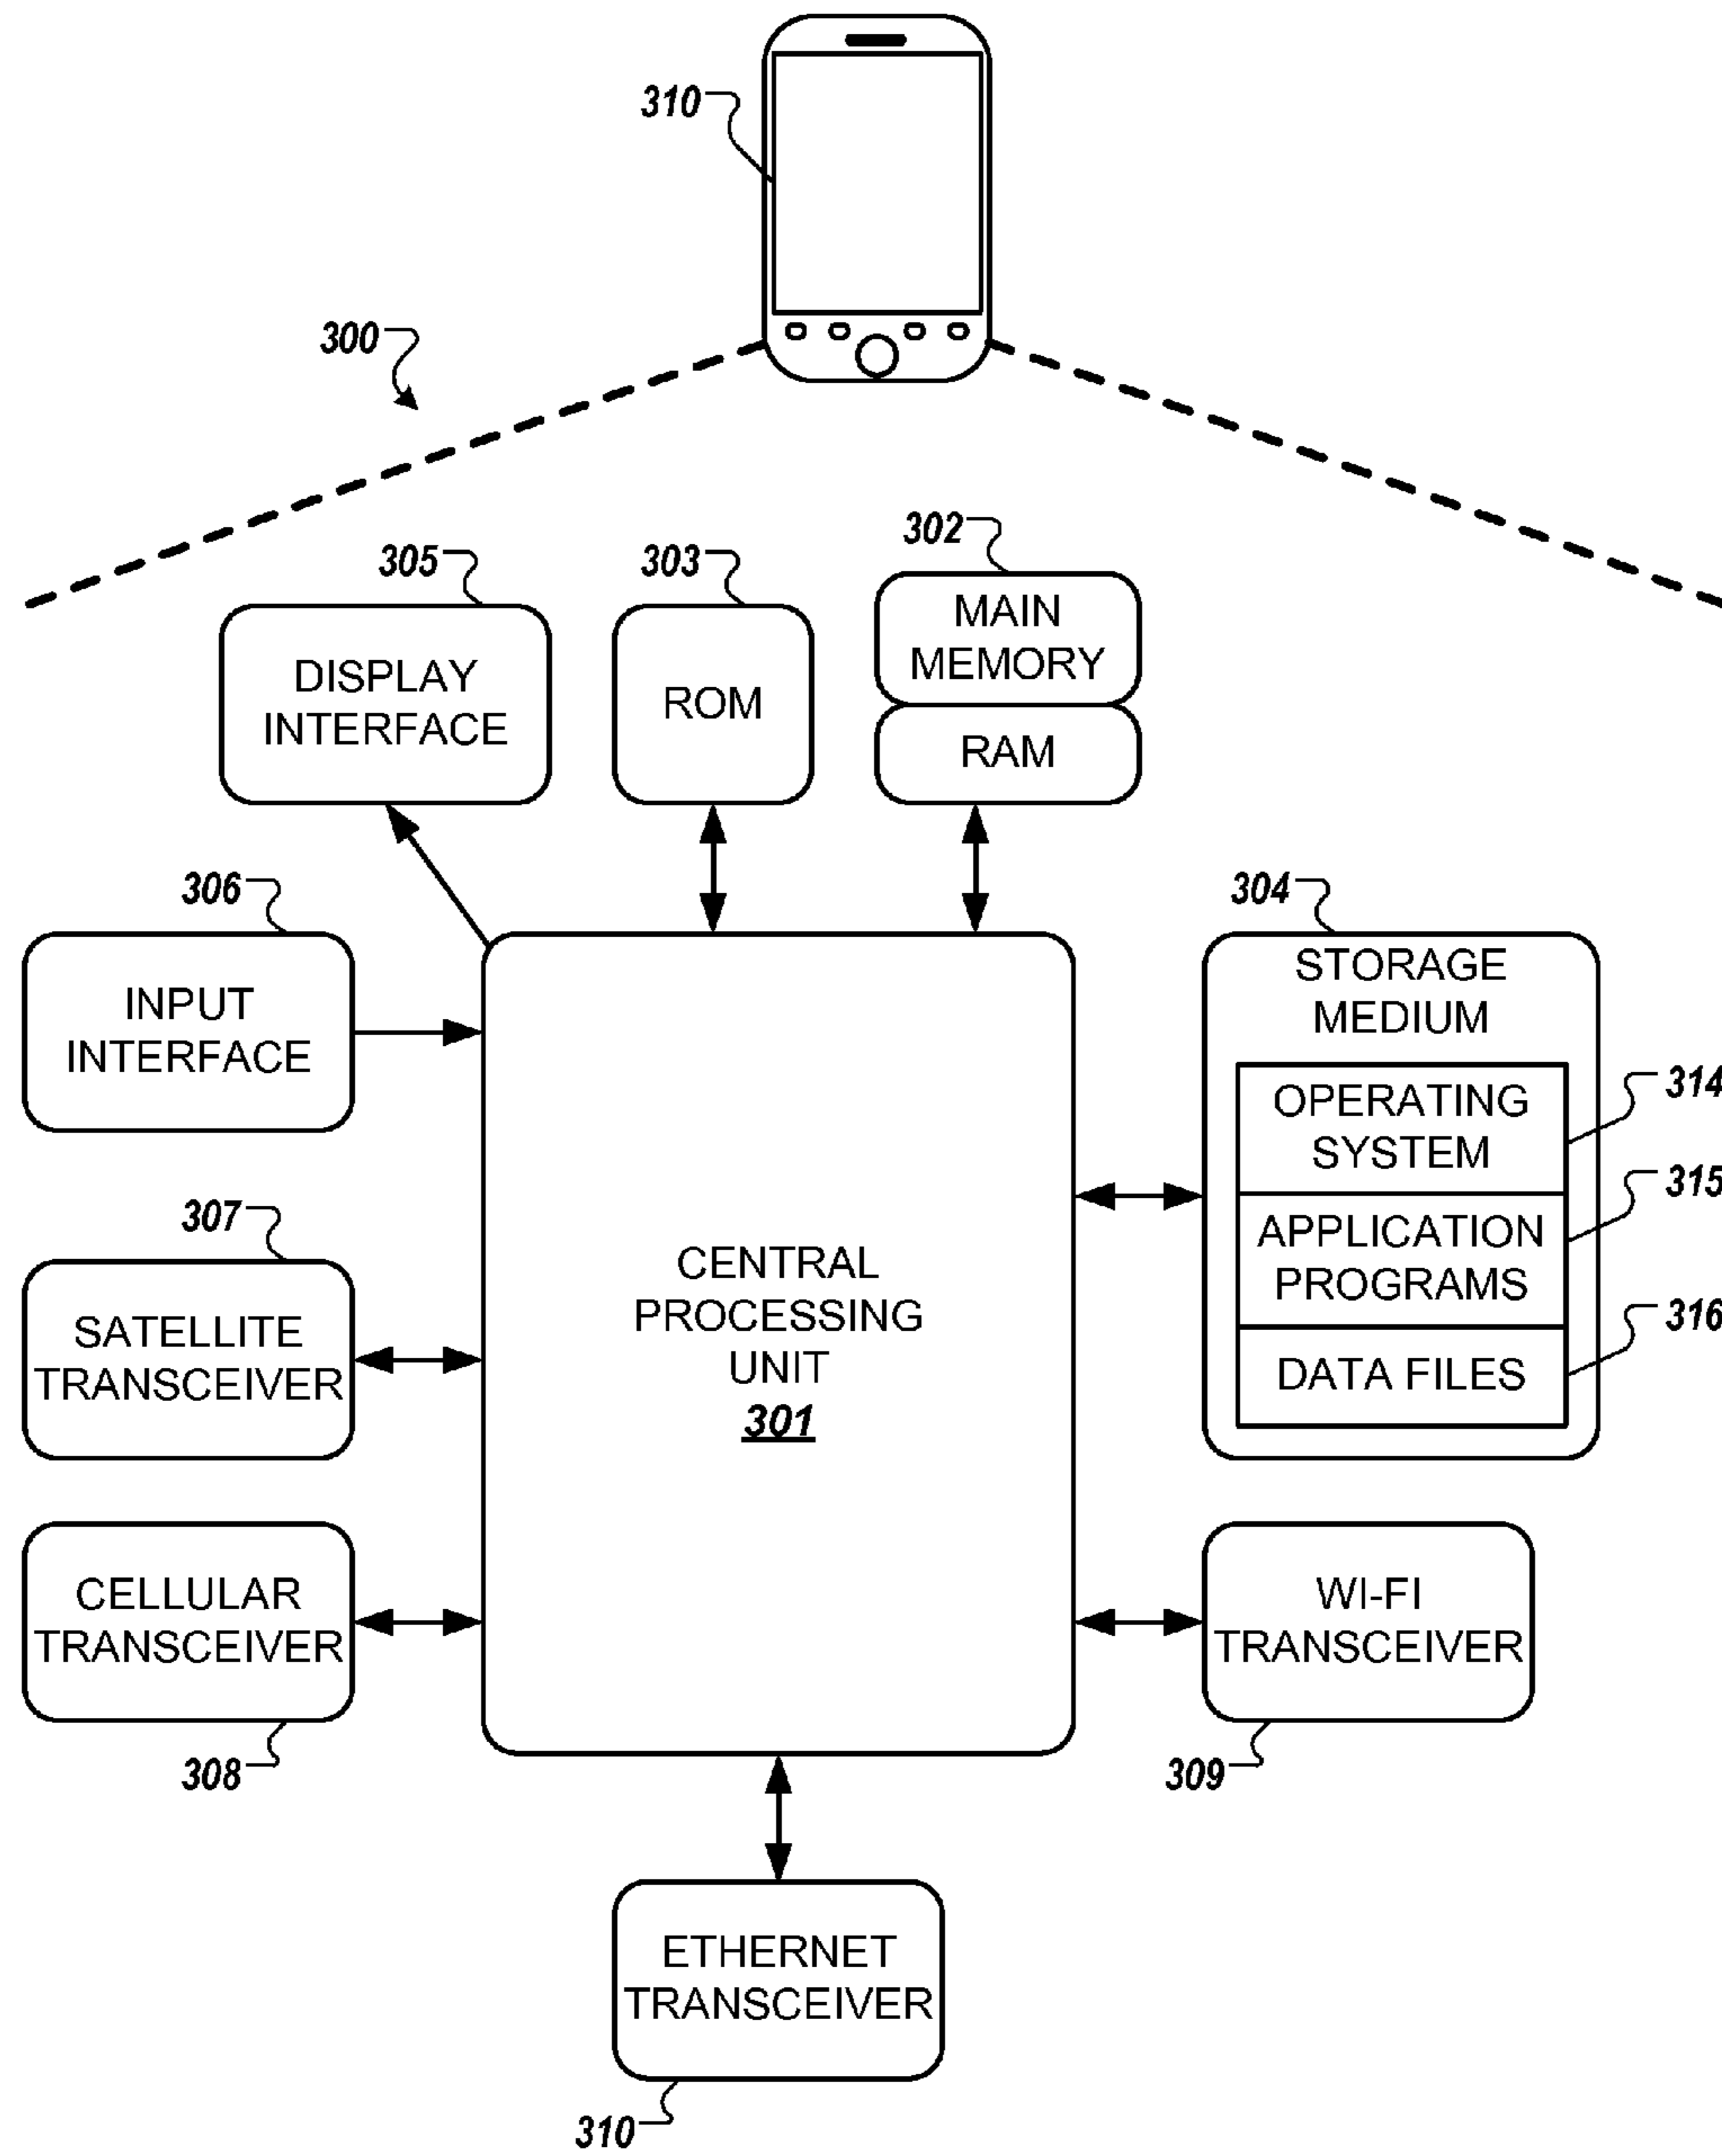 310
300
305
303
302
DISPLAY
INTERFACE
ROM
MAIN
MEMORY
RAM
306
304
INPUT
INTERFACE
STORAGE
MEDIUM
OPERATING
SYSTEM
314
APPLICATION
PROGRAMS
315
DATA FILES
316
307
SATELLITE
TRANSCEIVER
CENTRAL
PROCESSING
UNIT
301
CELLULAR
TRANSCEIVER
308
WI-FI
TRANSCEIVER
309
ETHERNET
TRANSCEIVER
310